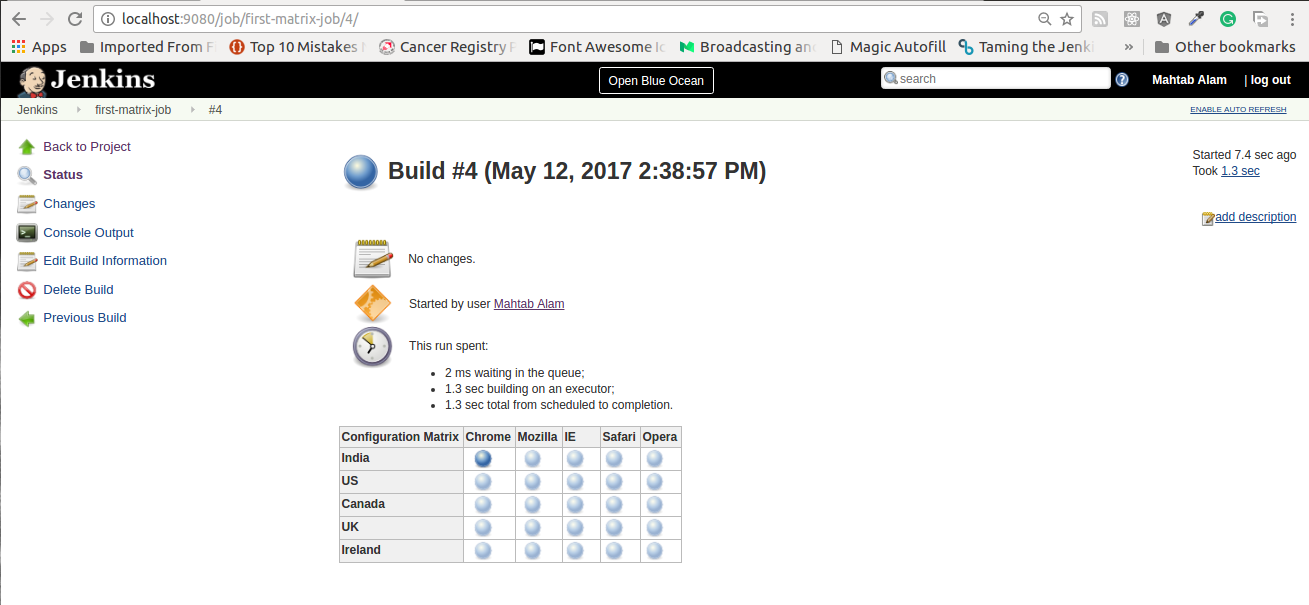 localhost:9080/job/first-matrix-job/4/
Apps Imported From Top 10 Mistakes Cancer Registry Font Awesome Broadcasting Magic Autofill Taming the » Other bookmarks
Jenkins Open Blue Ocean search ? Mahtab Alam | log out
Jenkins first-matrix-job #4 ENABLE AUTO REFRESH
Back to Project
Status
Changes
Console Output
Edit Build Information
Delete Build
Previous Build
Build #4 (May 12, 2017 2:38:57 PM)
Started 7.4 sec ago
Took 1.3 sec
add description
No changes.
Started by user Mahtab Alam
This run spent:
• 2 ms waiting in the queue;
• 1.3 sec building on an executor;
• 1.3 sec total from scheduled to completion.
Configuration Matrix Chrome Mozilla IE Safari Opera
India
US
Canada
UK
Ireland